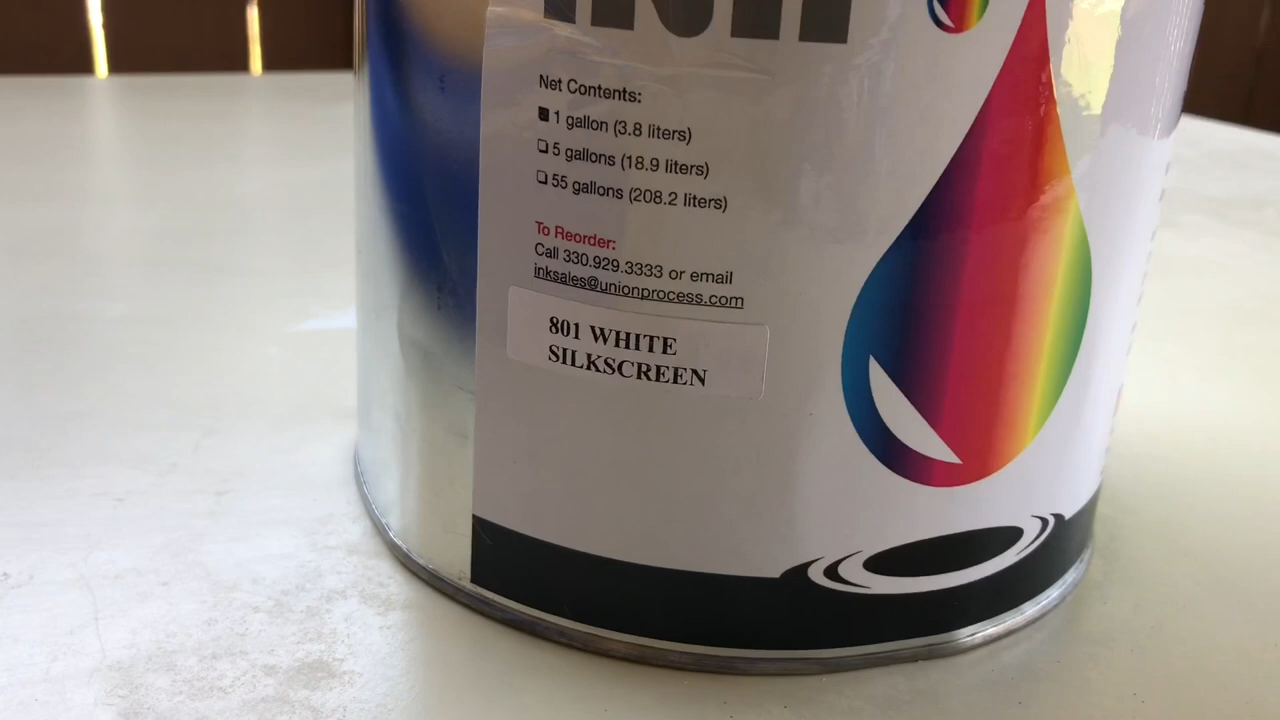 Net Contents:
1 gallon (3.8 liters)
5 gallons (18.9 liters)
55 gallons (208.2 liters)
To Reorder:
Call 330.929.3333 or email
inksales@unionprocess.com
801 WHITE
SILKSCREEN